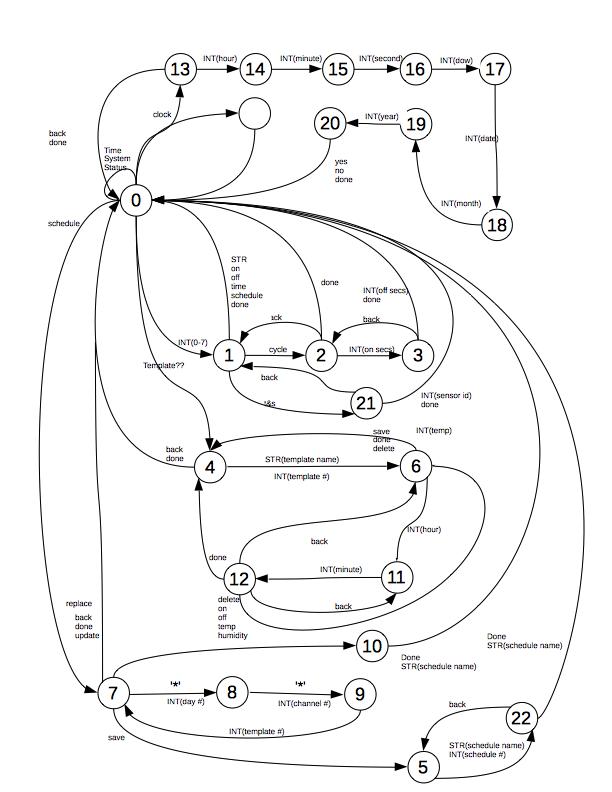 13
INT(hour)
14
INT(minute)
15
INT(second)
16
INT(dow)
17
clock
20
INT(year)
19
back
done
INT(date)
Time
System
Status
yes
no
done
0
INT(month)
18
schedule
STR
on
off
time
schedule
done
done
INT(off secs)
done
INT(0-7)
1
cycle
2
back
INT(on secs)
3
Template??
back
21
INT(sensor id)
done
save
done
delete
INT(temp)
back
done
4
STR(template name)
INT(template #)
6
INT(hour)
back
done
12
INT(minute)
11
delete
on
off
temp
humidity
back
replace
back
done
update
10
Done
STR(schedule name)
Done
STR(schedule name)
7
'*'
INT(day #)
8
'*'
INT(channel #)
9
INT(template #)
save
back
22
STR(schedule name)
INT(schedule #)
5